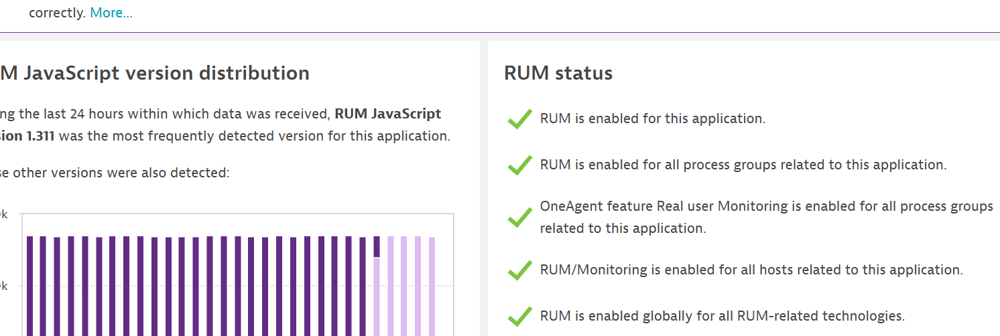 correctly. More...
M JavaScript version distribution
ng the last 24 hours within which data was received, RUM JavaScript
sion 1.311 was the most frequently detected version for this application.
se other versions were also detected:
k
k
RUM status
RUM is enabled for this application.
RUM is enabled for all process groups related to this application.
OneAgent feature Real user Monitoring is enabled for all process groups
related to this application.
RUM/Monitoring is enabled for all hosts related to this application.
RUM is enabled globally for all RUM-related technologies.